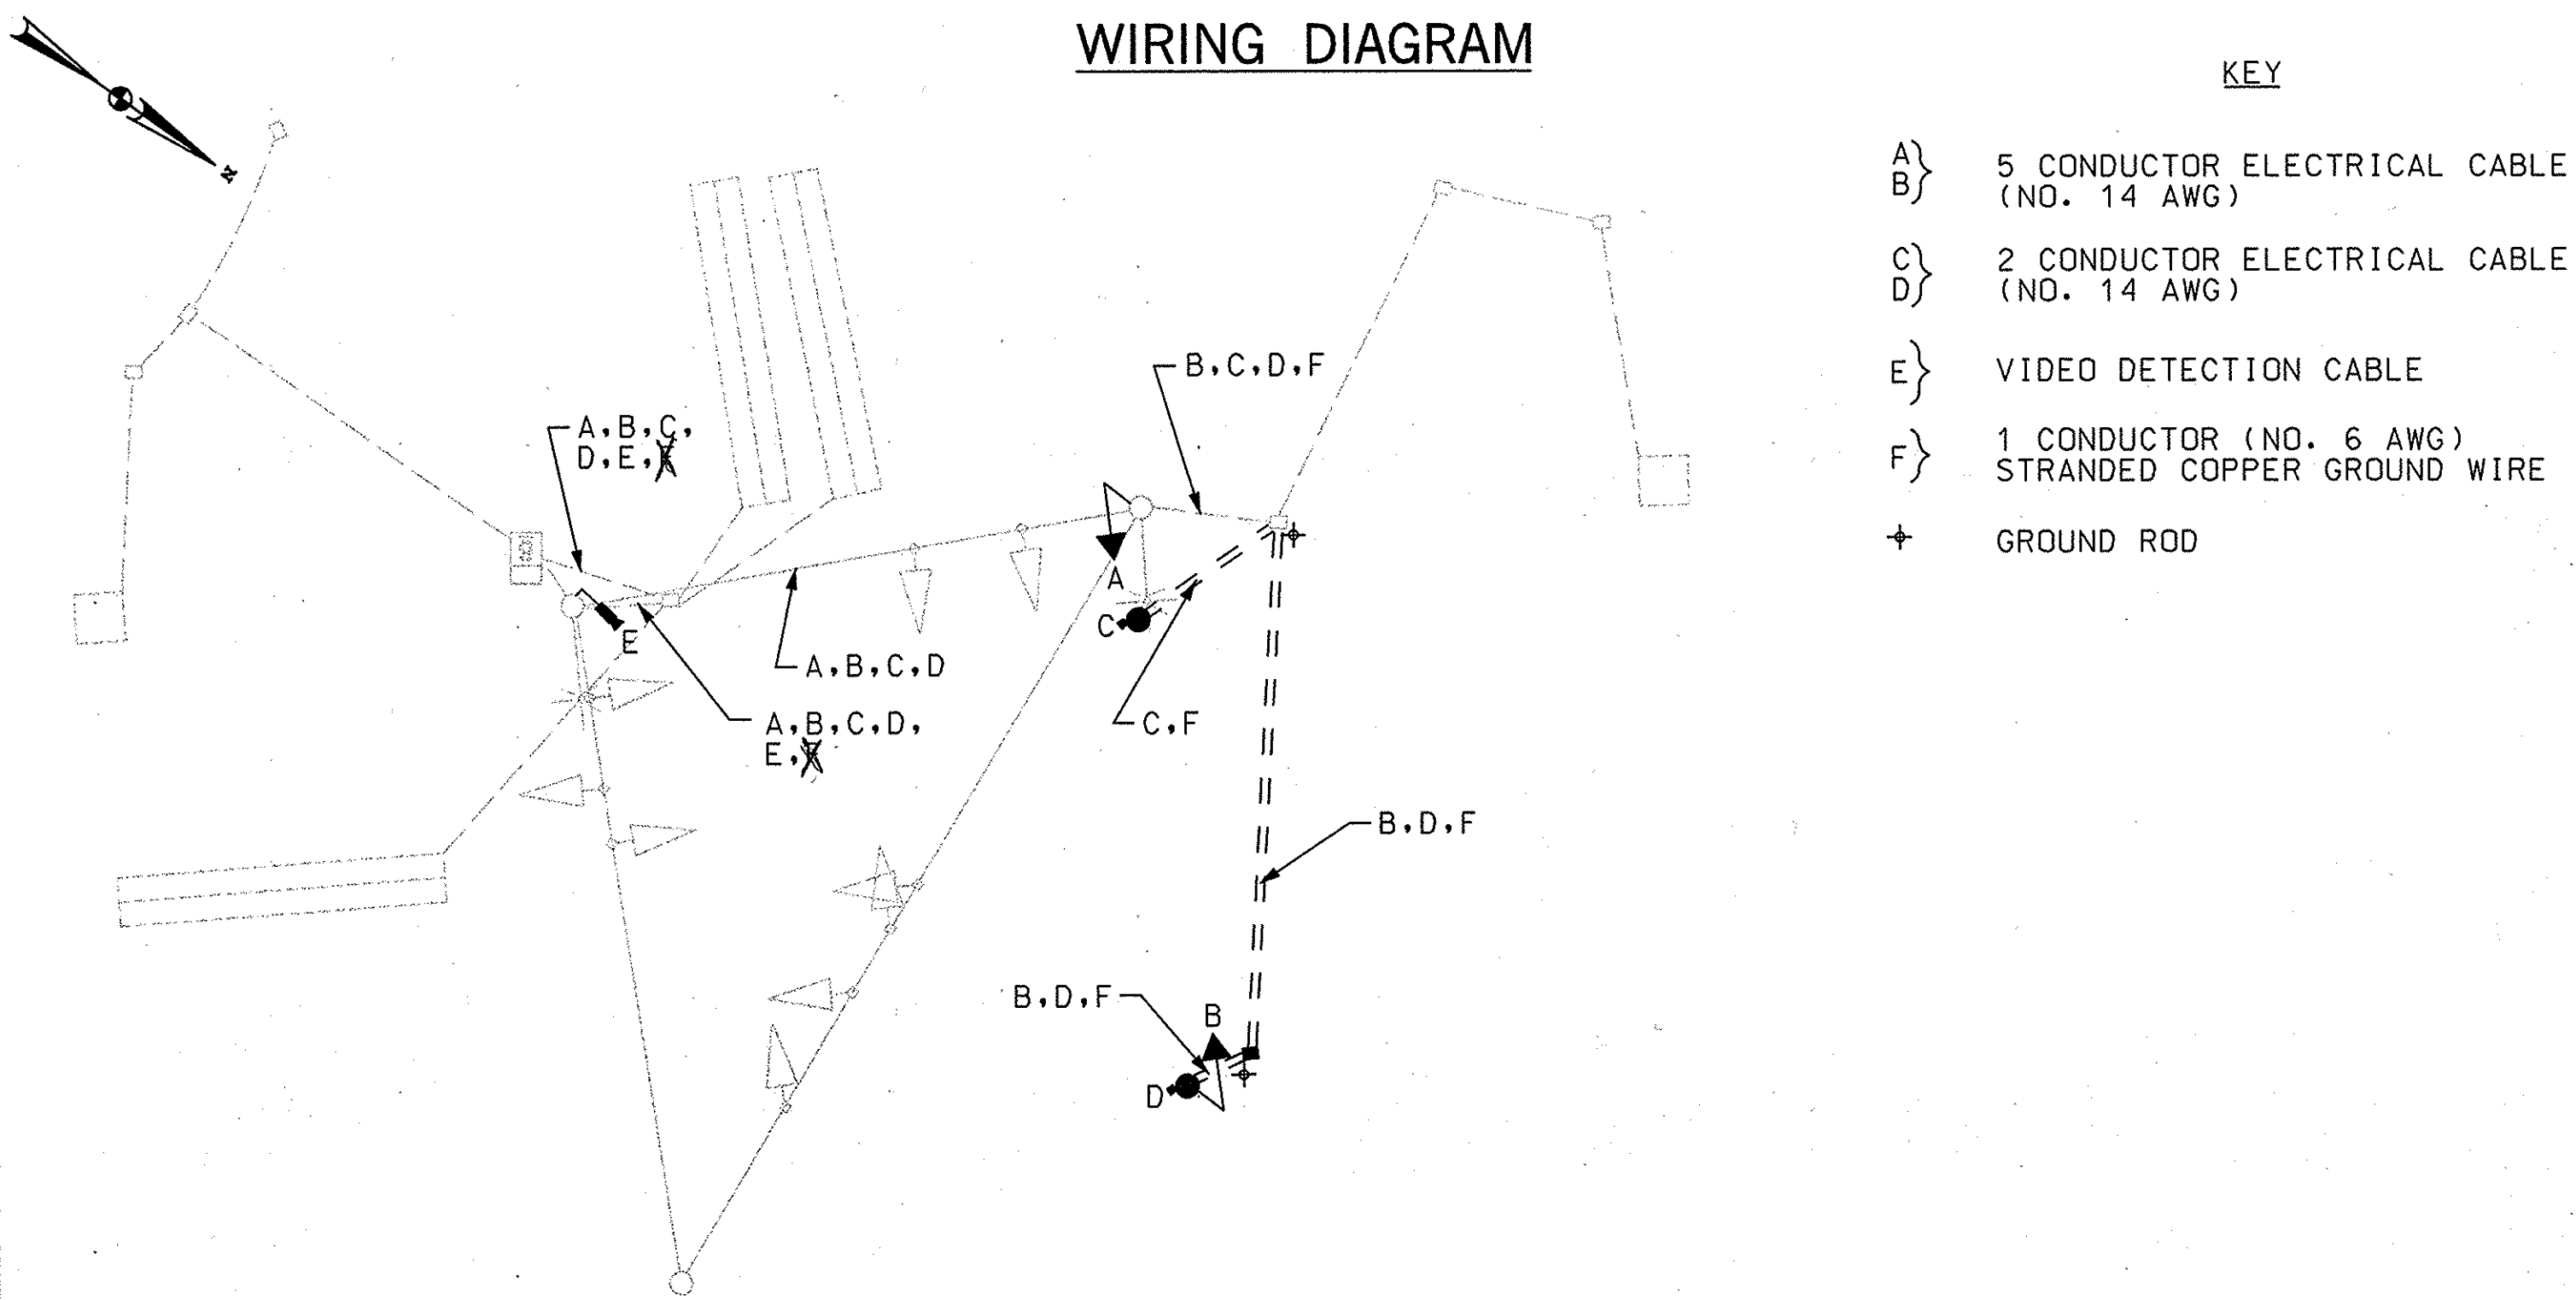 WIRING DIAGRAM
KEY
A
B
5 CONDUCTOR ELECTRICAL CABLE
(NO. 14 AWG)
C
D
2 CONDUCTOR ELECTRICAL CABLE
(NO. 14 AWG)
E
VIDEO DETECTION CABLE
F
1 CONDUCTOR (NO. 6 AWG)
STRANDED COPPER GROUND WIRE
GROUND ROD
N
B,C,D,F
A,B,C,
D,E,
A
C
E
A,B,C,D
A,B,C,D,
E,
C,F
B,D,F
B,D,F
B
D